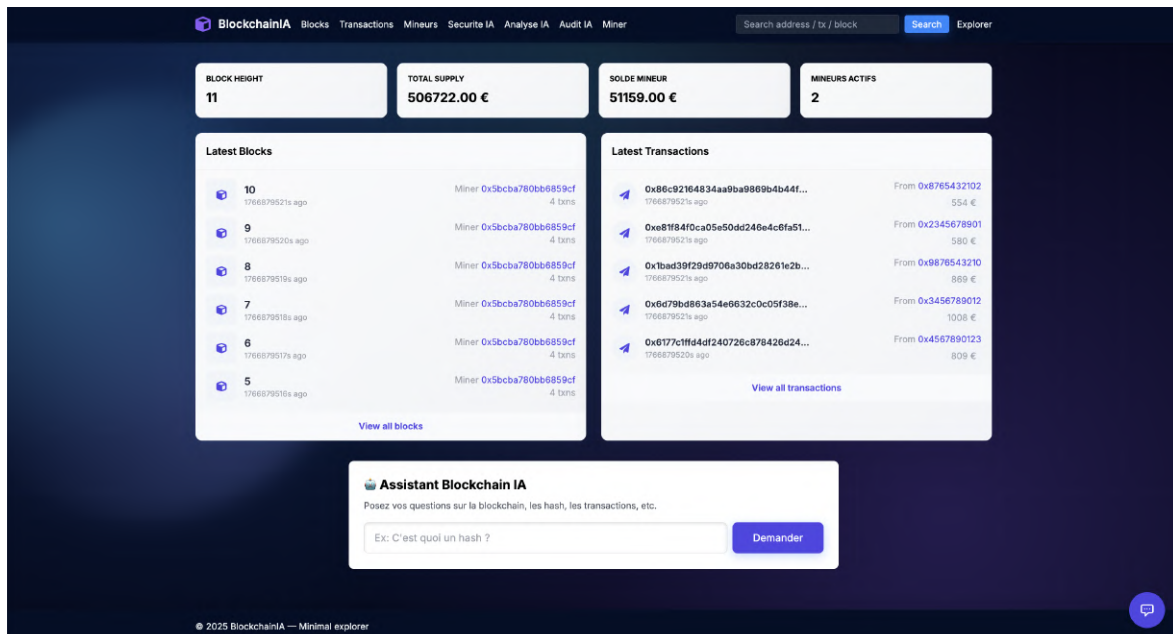 BlockchainIA Blocks Transactions Mineurs Securite IA Analyse IA Audit IA Miner Search address / tx / block Search Explorer
BLOCK HEIGHT
11
TOTAL SUPPLY
506722.00 €
SOLDE MINEUR
51159.00 €
MINEURS ACTIFS
2
Latest Blocks
10 Miner 0x5bcba780bb6859cf
1766879521s ago 4 txns
9 Miner 0x5bcba780bb6859cf
1766879520s ago 4 txns
8 Miner 0x5bcba780bb6859cf
1766879519s ago 4 txns
7 Miner 0x5bcba780bb6859cf
1766879518s ago 4 txns
6 Miner 0x5bcba780bb6859cf
1766879517s ago 4 txns
5 Miner 0x5bcba780bb6859cf
1766879516s ago 4 txns
View all blocks
Latest Transactions
0x86c92164834aa9ba9869b4b44f... From 0x8765432102
1766879521s ago 554 €
0xe81f84f0ca05e50dd246e4c6fa51... From 0x2345678901
1766879521s ago 580 €
0x1bad39f29d9706a30bd28261e2b... From 0x9876543210
1766879521s ago 869 €
0x6d79bd863a54e6632c0c05f38e... From 0x3456789012
1766879521s ago 1008 €
0x6177c1ffd4df240726c878426d24... From 0x4567890123
1766879520s ago 809 €
View all transactions
Assistant Blockchain IA
Posez vos questions sur la blockchain, les hash, les transactions, etc.
Ex: C'est quoi un hash ? Demander
© 2025 BlockchainIA — Minimal explorer